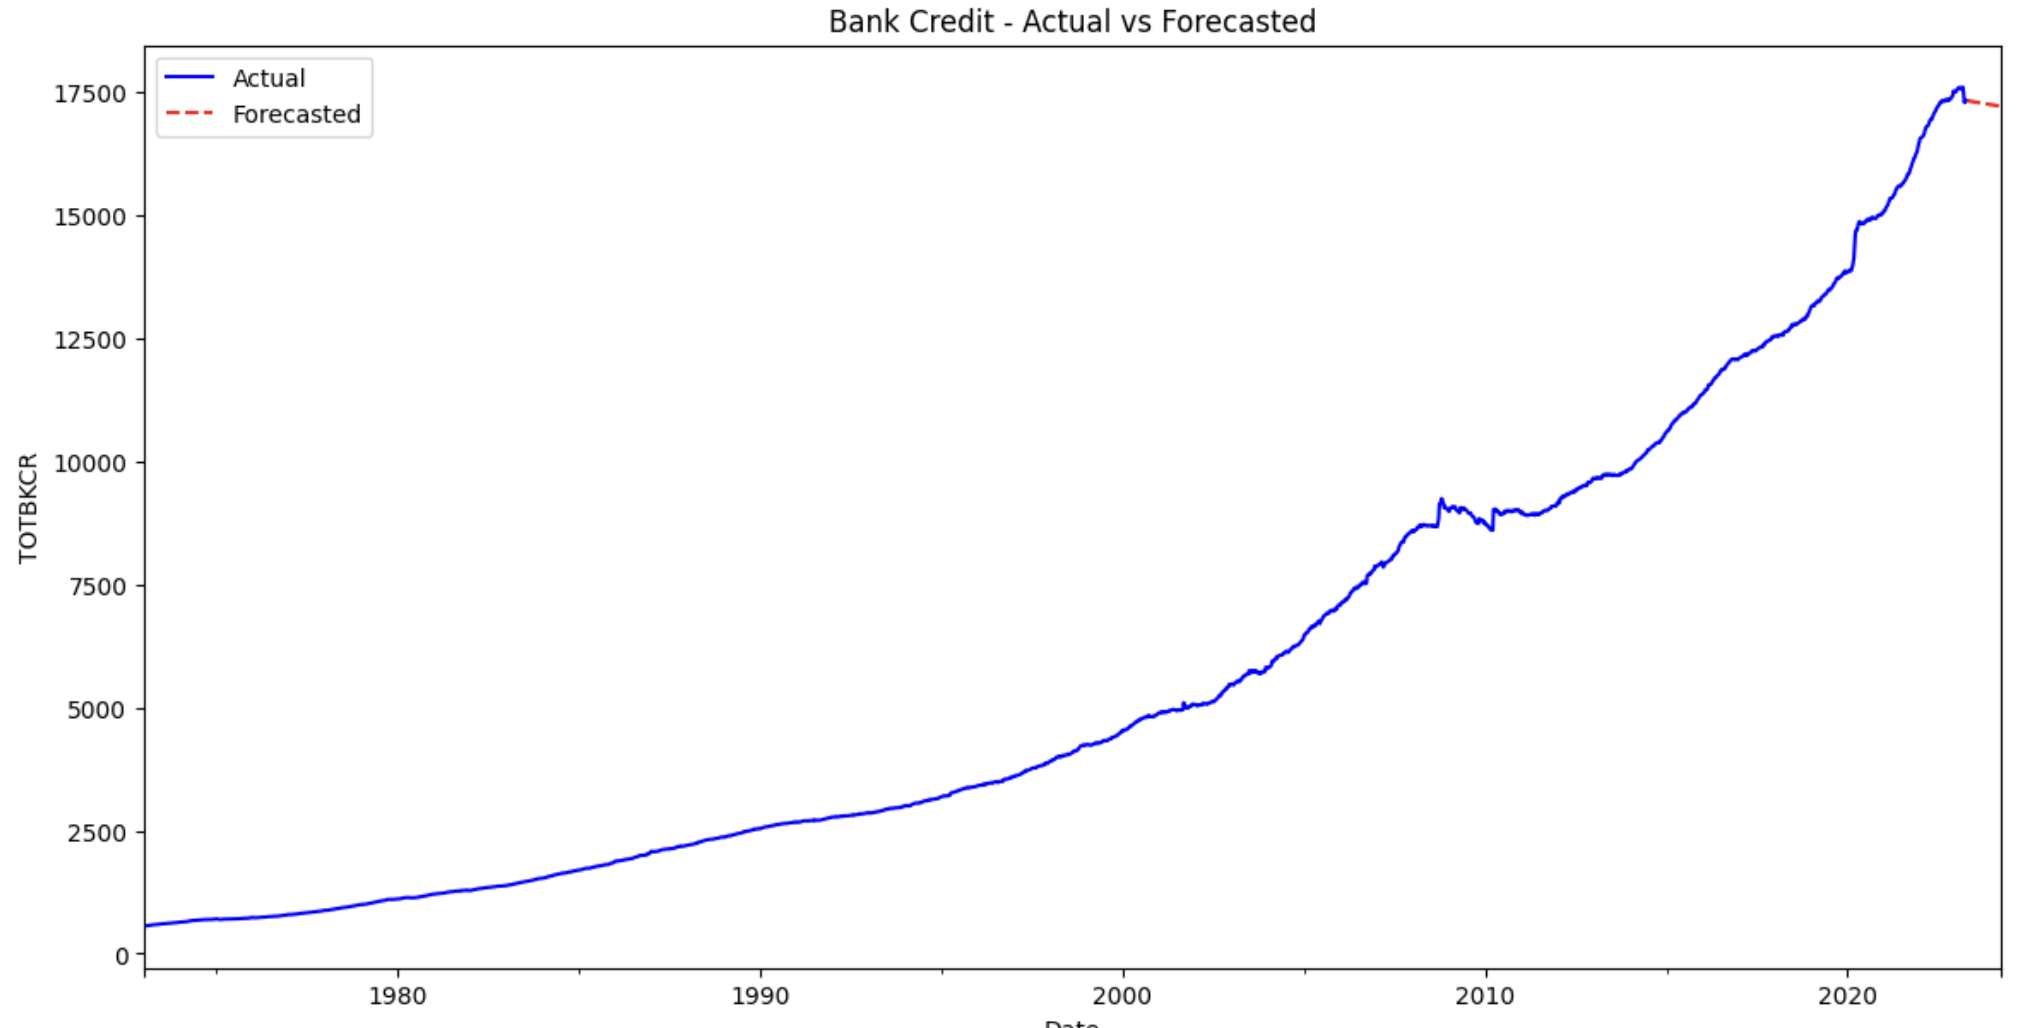 Bank Credit - Actual vs Forecasted
Actual
Forecasted
17500
15000
12500
10000
7500
5000
2500
0
TOTBKCR
1980 1990 2000 2010 2020
Date